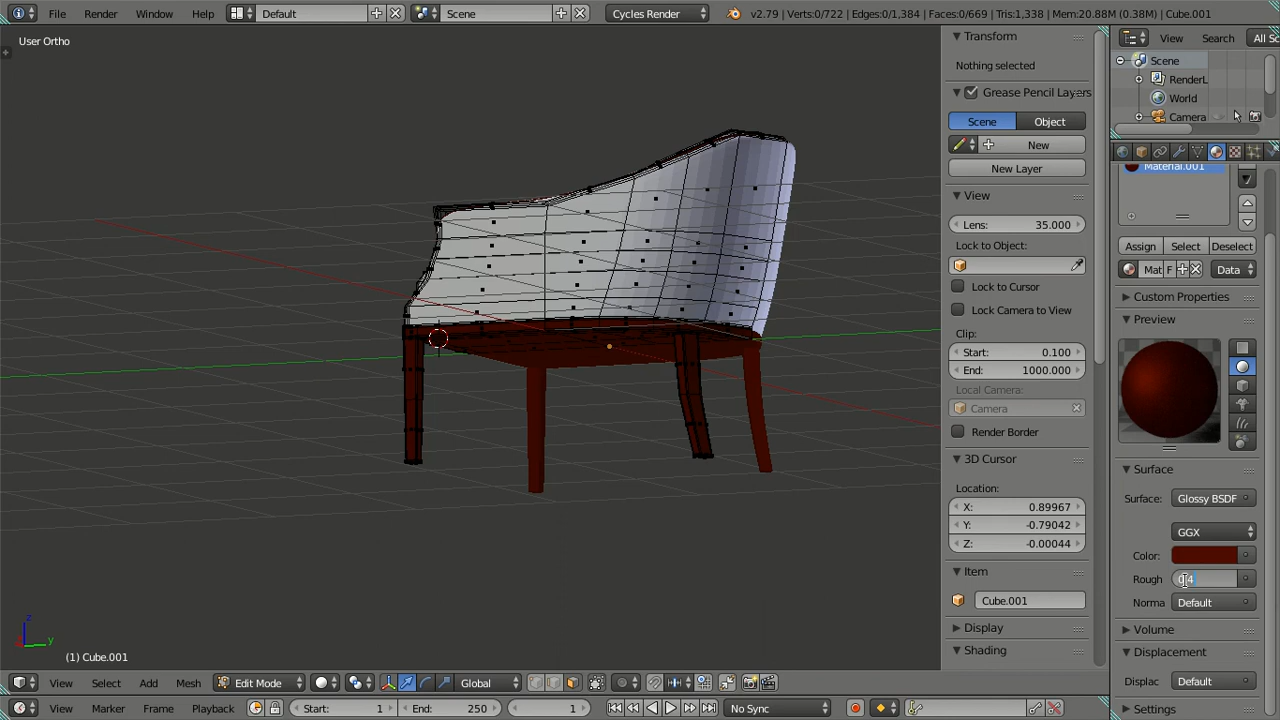 File Render Window Help Default Scene Cycles Render v2.79 | Verts:0/722 | Edges:0/1,384 | Faces:0/669 | Tris:1,338 | Mem:20.88M (0.38M) | Cube.001
User Ortho
Transform
Nothing selected
Grease Pencil Layers
Scene Object
New
New Layer
View
Lens: 35.000
Lock to Object:
Lock to Cursor
Lock Camera to View
Clip:
Start: 0.100
End: 1000.000
Local Camera:
Camera
Render Border
3D Cursor
Location:
X: 0.89967
Y: -0.79042
Z: -0.00044
Item
Cube.001
Display
Shading
View Search All Sc
Scene
RenderL
World
Camera
Material.001
Assign Select Deselect
Mat F Data
Custom Properties
Preview
Surface
Surface: Glossy BSDF
GGX
Color:
Rough 0.4
Norma Default
Volume
Displacement
Displac Default
Settings
z
y
(1) Cube.001
View Select Add Mesh Edit Mode Global
View Marker Frame Playback Start: 1 End: 250 1 No Sync